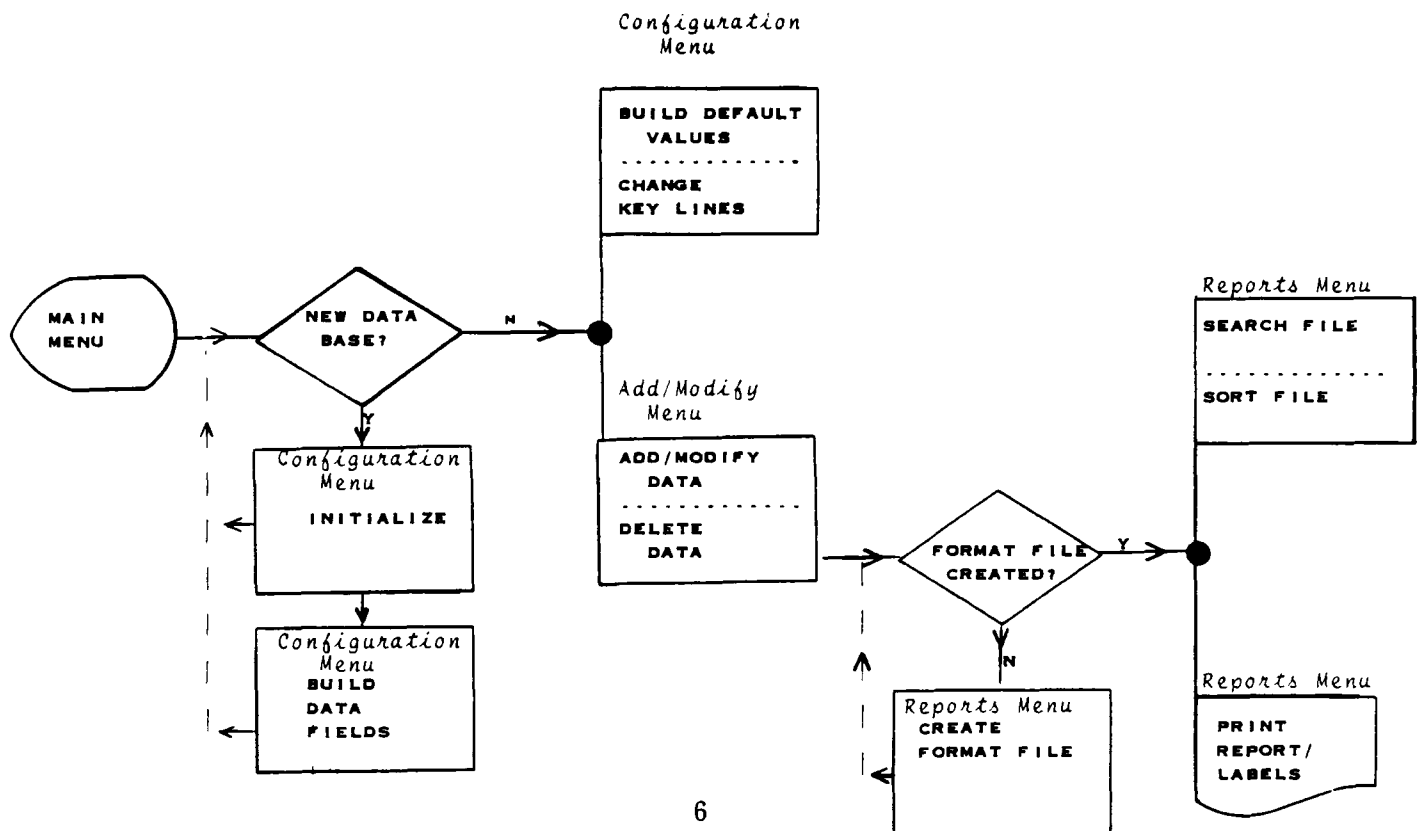 Configuration
Menu
BUILD DEFAULT
VALUES
CHANGE
KEY LINES
MAIN
MENU
NEW DATA
BASE?
N
Y
Configuration
Menu
INITIALIZE
Configuration
Menu
BUILD
DATA
FIELDS
Add/Modify
Menu
ADD/MODIFY
DATA
DELETE
DATA
FORMAT FILE
CREATED?
Y
N
Reports Menu
CREATE
FORMAT FILE
Reports Menu
SEARCH FILE
SORT FILE
Reports Menu
PRINT
REPORT/
LABELS
6